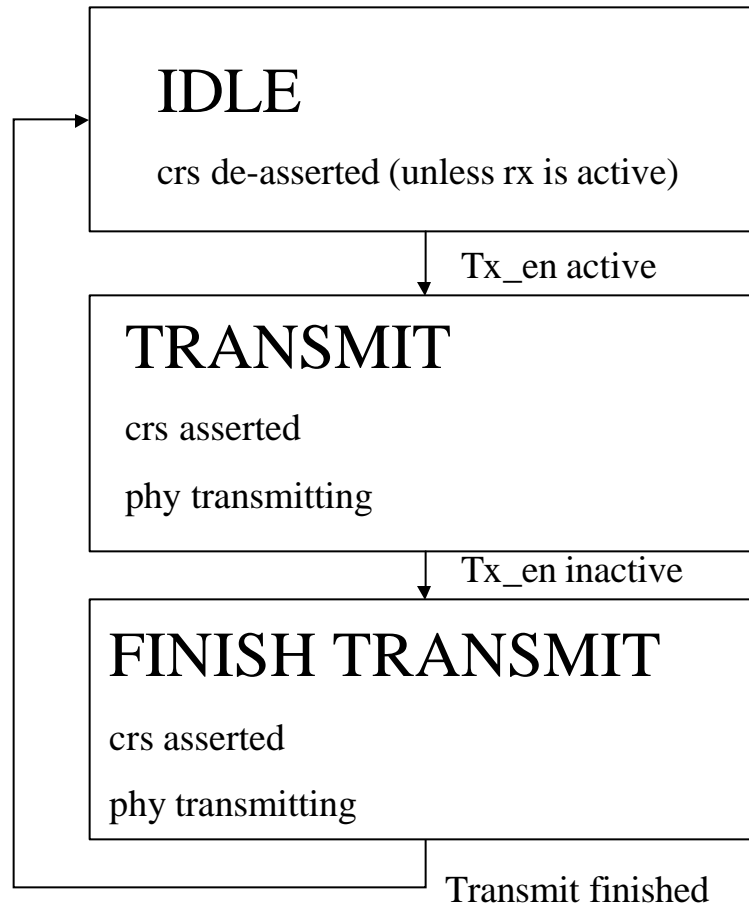 IDLE
crs de-asserted (unless rx is active)
Tx_en active
TRANSMIT
crs asserted
phy transmitting
Tx_en inactive
FINISH TRANSMIT
crs asserted
phy transmitting
Transmit finished